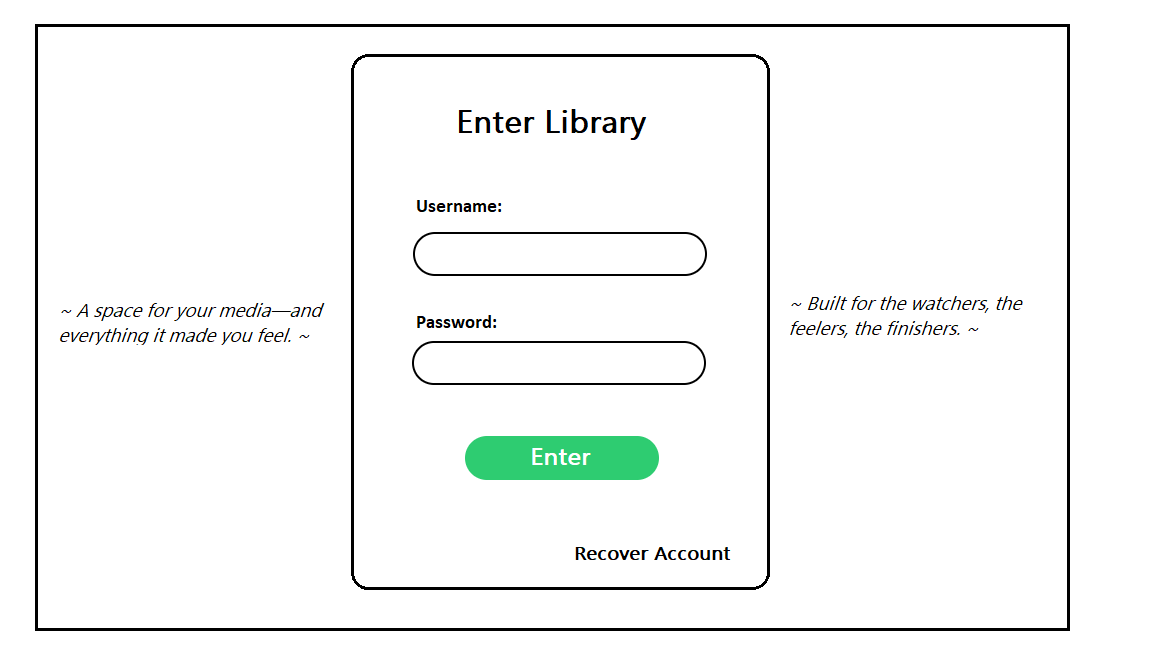 Enter Library
Username:
~ A space for your media—and
everything it made you feel. ~
Password:
~ Built for the watchers, the
feelers, the finishers. ~
Enter
Recover Account